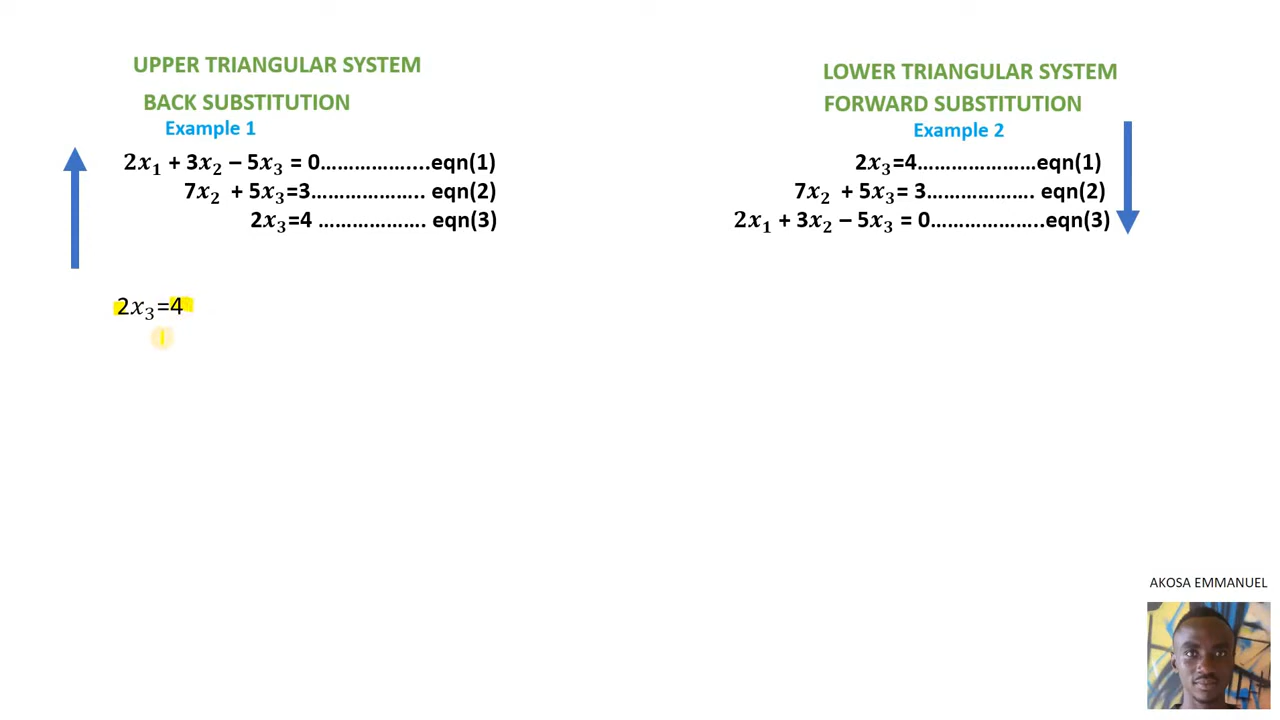 UPPER TRIANGULAR SYSTEM
BACK SUBSTITUTION
Example 1
2x₁ + 3x₂ – 5x₃ = 0………………...eqn(1)
7x₂ + 5x₃=3……………….. eqn(2)
2x₃=4 ………………. eqn(3)
2x₃=4
LOWER TRIANGULAR SYSTEM
FORWARD SUBSTITUTION
Example 2
2x₃=4…………………eqn(1)
7x₂ + 5x₃= 3………………. eqn(2)
2x₁ + 3x₂ – 5x₃ = 0………………..eqn(3)
AKOSA EMMANUEL